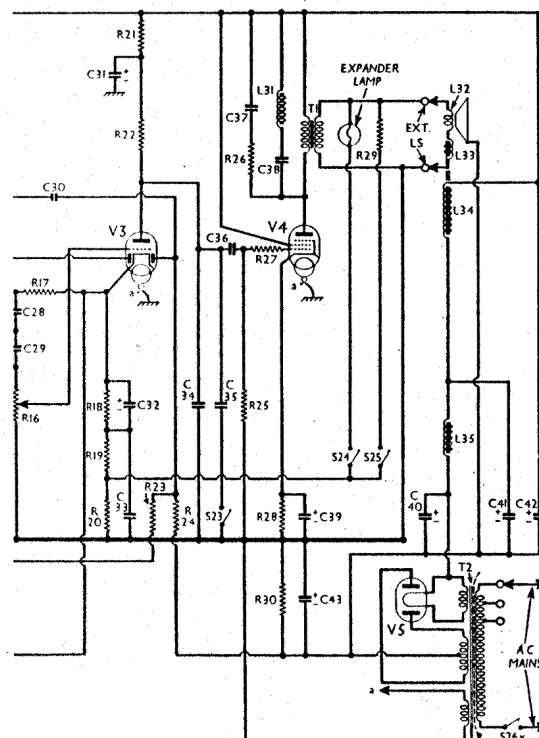 R21
C31
EXPANDER
LAMP
L32
L31
T1
C37
R22
EXT.
LS
R29
L33
R26
C38
C30
L34
V3
V4
C36
R27
a
a
R17
C28
C29
C
34
C
35
R25
R18
C32
R16
L35
R19
S24
S25
R23
C
40
C41
C42
R
20
C
33
R
24
S23
R28
C39
T2
R30
C43
V5
A C
MAINS
a
S26